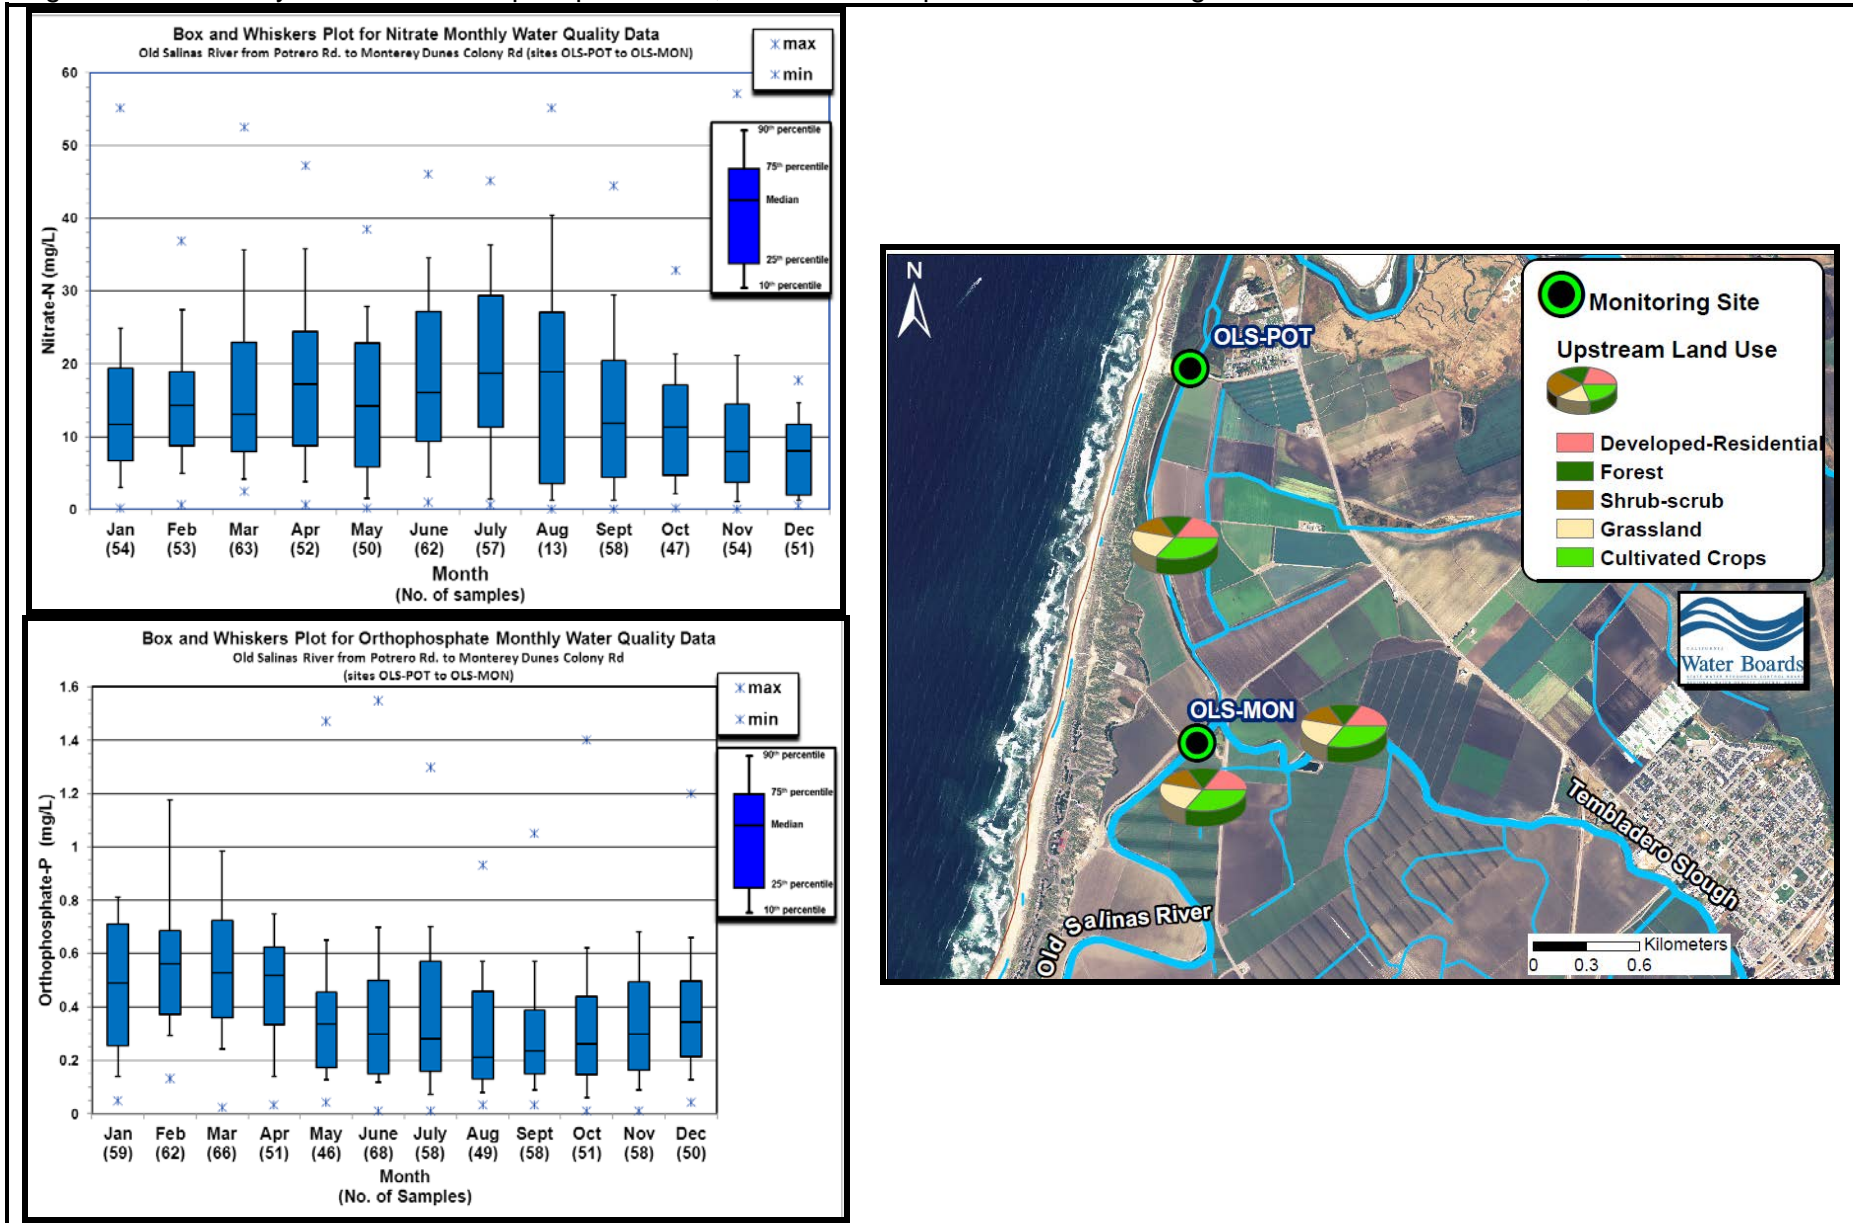 Box and Whiskers Plot for Nitrate Monthly Water Quality Data
Old Salinas River from Potrero Rd. to Monterey Dunes Colony Rd (sites OLS-POT to OLS-MON)
max
min
90th percentile
75th percentile
Median
25th percentile
10th percentile
Nitrate-N (mg/L)
60
50
40
30
20
10
0
Jan Feb Mar Apr May June July Aug Sept Oct Nov Dec
(54) (53) (63) (52) (50) (62) (57) (13) (58) (47) (54) (51)
Month
(No. of samples)
Box and Whiskers Plot for Orthophosphate Monthly Water Quality Data
Old Salinas River from Potrero Rd. to Monterey Dunes Colony Rd
(sites OLS-POT to OLS-MON)
max
min
90th percentile
75th percentile
Median
25th percentile
10th percentile
Orthophosphate-P (mg/L)
1.6
1.4
1.2
1
0.8
0.6
0.4
0.2
0
Jan Feb Mar Apr May June July Aug Sept Oct Nov Dec
(59) (62) (66) (51) (46) (68) (58) (49) (58) (51) (58) (50)
Month
(No. of Samples)
N
OLS-POT
OLS-MON
Old Salinas River
Tembladero Slough
Monitoring Site
Upstream Land Use
Developed-Residential
Forest
Shrub-scrub
Grassland
Cultivated Crops
CALIFORNIA
Water Boards
Kilometers
0 0.3 0.6